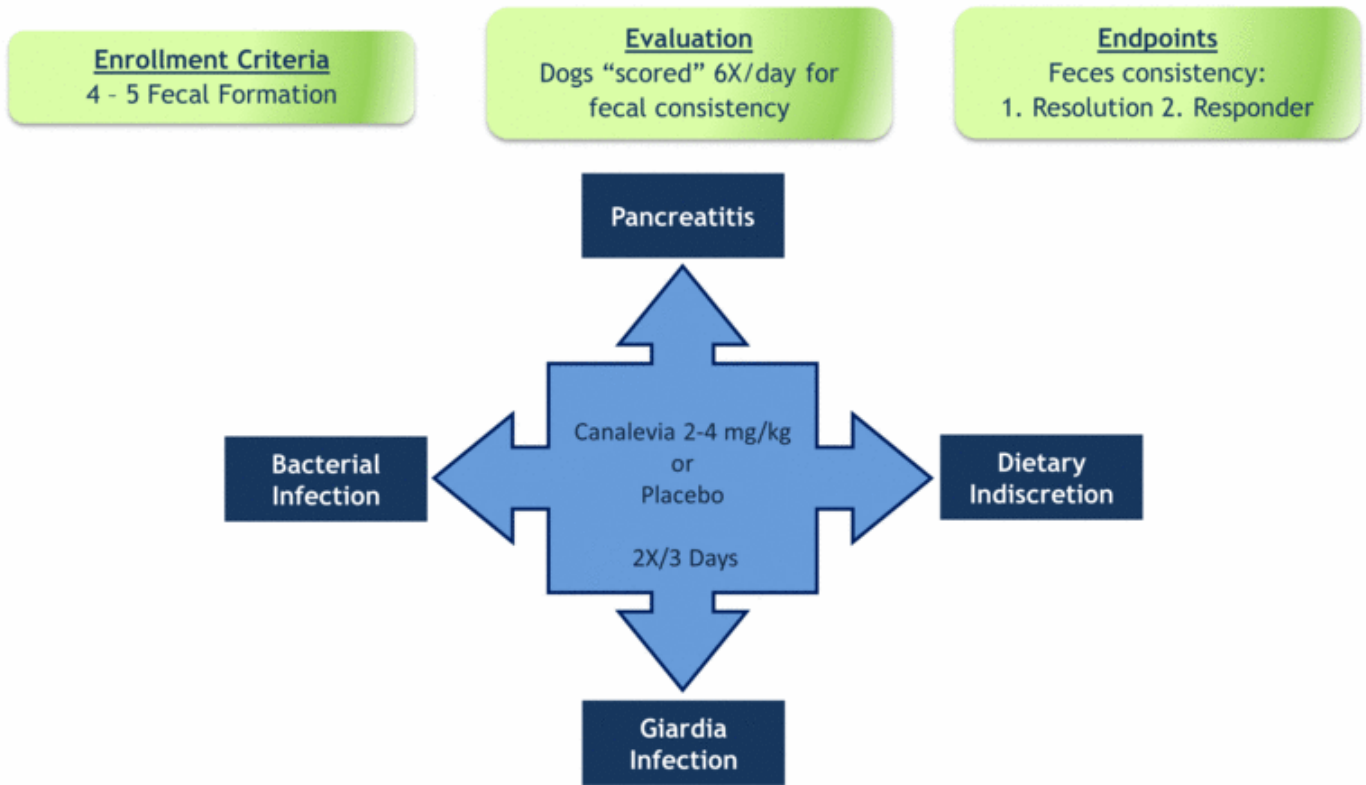 Enrollment Criteria
4 – 5 Fecal Formation
Evaluation
Dogs “scored” 6X/day for
fecal consistency
Endpoints
Feces consistency:
1. Resolution 2. Responder
Pancreatitis
Bacterial
Infection
Canalevia 2-4 mg/kg
or
Placebo
2X/3 Days
Dietary
Indiscretion
Giardia
Infection